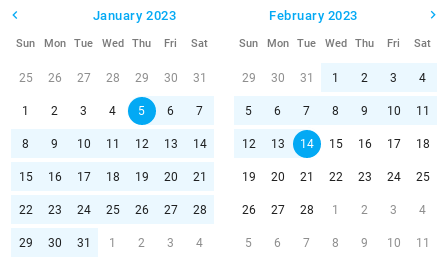 January 2023
Sun Mon Tue Wed Thu Fri Sat
25 26 27 28 29 30 31
1 2 3 4 5 6 7
8 9 10 11 12 13 14
15 16 17 18 19 20 21
22 23 24 25 26 27 28
29 30 31 1 2 3 4
February 2023
Sun Mon Tue Wed Thu Fri Sat
29 30 31 1 2 3 4
5 6 7 8 9 10 11
12 13 14 15 16 17 18
19 20 21 22 23 24 25
26 27 28 1 2 3 4
5 6 7 8 9 10 11